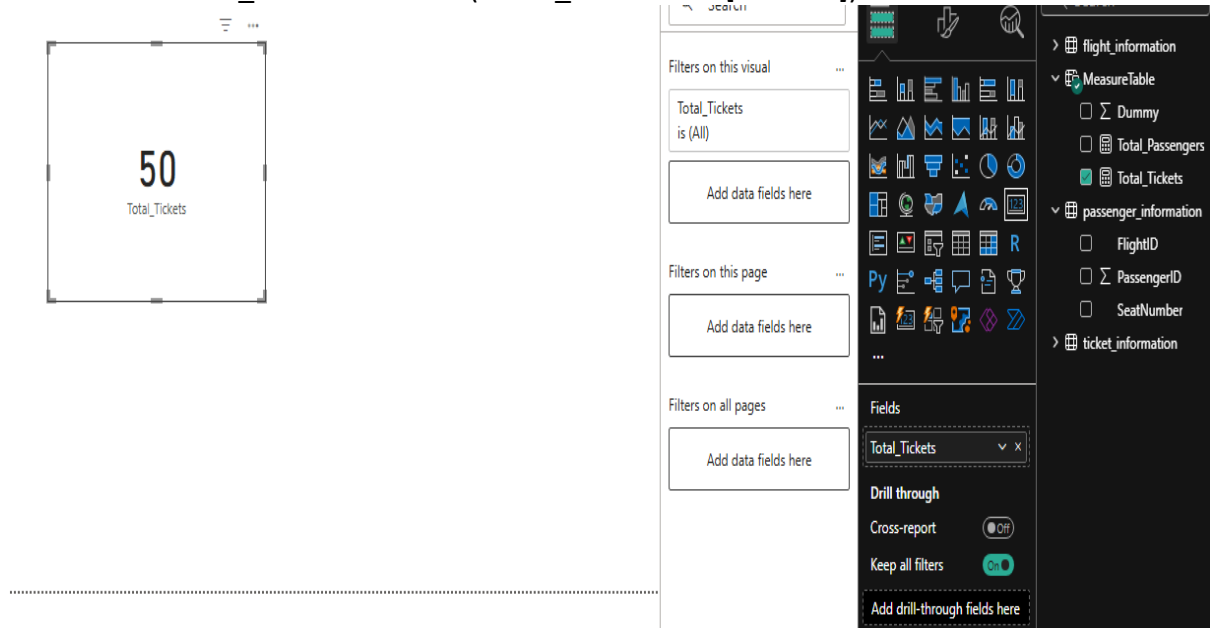 50
Total_Tickets
Search
Filters on this visual
Total_Tickets
is (All)
Add data fields here
Filters on this page
Add data fields here
Filters on all pages
Add data fields here
123
R
Py
123
Fields
Total_Tickets
Drill through
Cross-report
Off
Keep all filters
On
Add drill-through fields here
flight_information
MeasureTable
Dummy
Total_Passengers
Total_Tickets
passenger_information
FlightID
PassengerID
SeatNumber
ticket_information